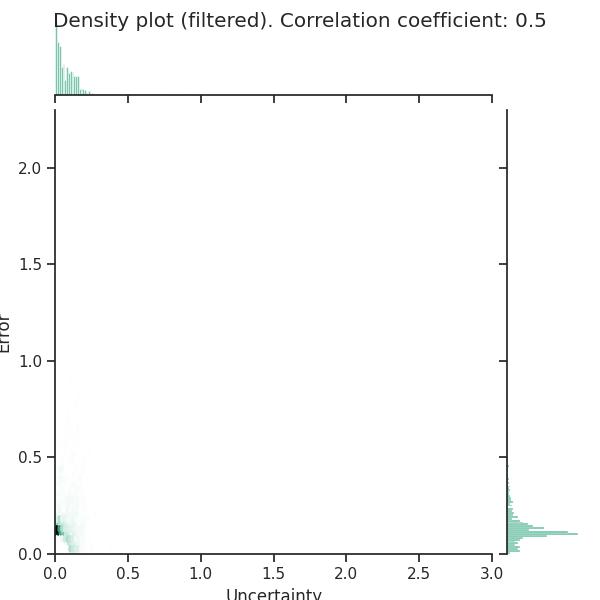 Density plot (filtered). Correlation coefficient: 0.5
2.0
1.5
1.0
0.5
0.0
Error
0.0 0.5 1.0 1.5 2.0 2.5 3.0
Uncertainty